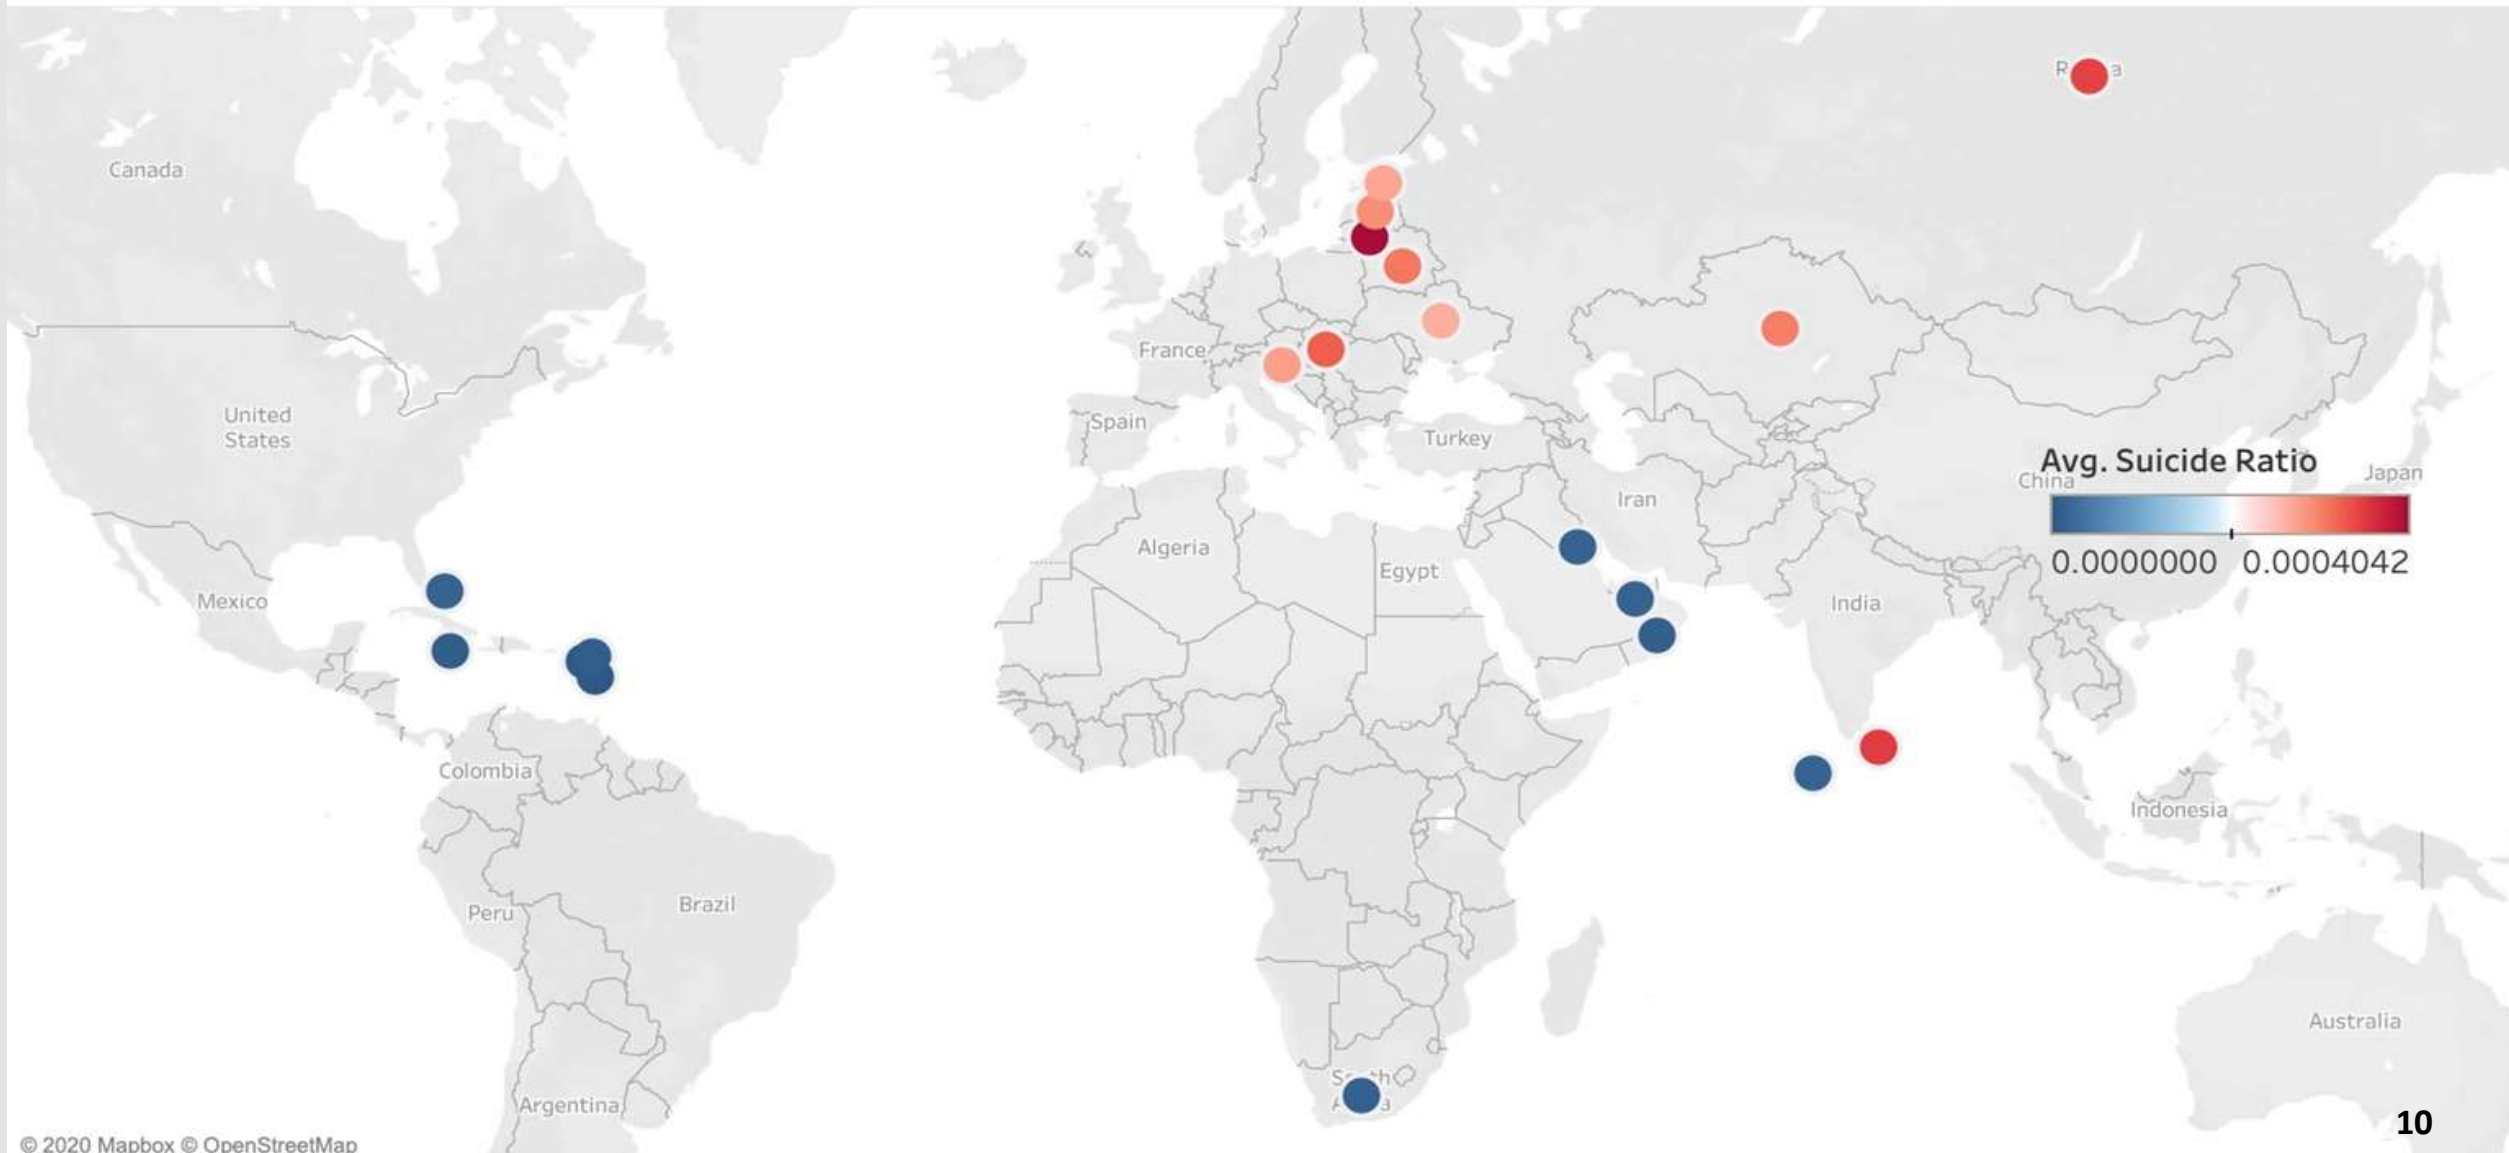 Canada
United
States
Mexico
Colombia
Peru
Brazil
Argentina
France
Spain
Turkey
Algeria
Egypt
Iran
India
China
Japan
Indonesia
Australia
Avg. Suicide Ratio
0.0000000 0.0004042
© 2020 Mapbox © OpenStreetMap
10